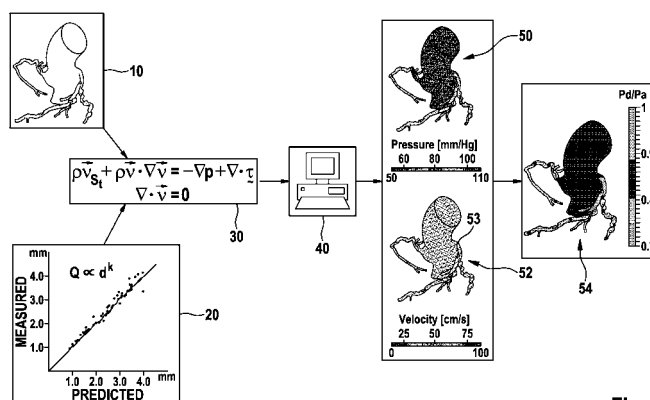 10
ρv⃗St + ρv⃗ · ∇v⃗ = −∇p + ∇ · τ
∇ · v⃗ = 0
30
40
mm
4.0
3.0
2.0
1.0
Q ∝ dᵏ
MEASURED
1.0 2.0 3.0 4.0
mm
PREDICTED
20
50
Pressure [mm/Hg]
60 80 100
50 110
53
52
Velocity [cm/s]
25 50 75
0 100
Pd/Pa
1
54